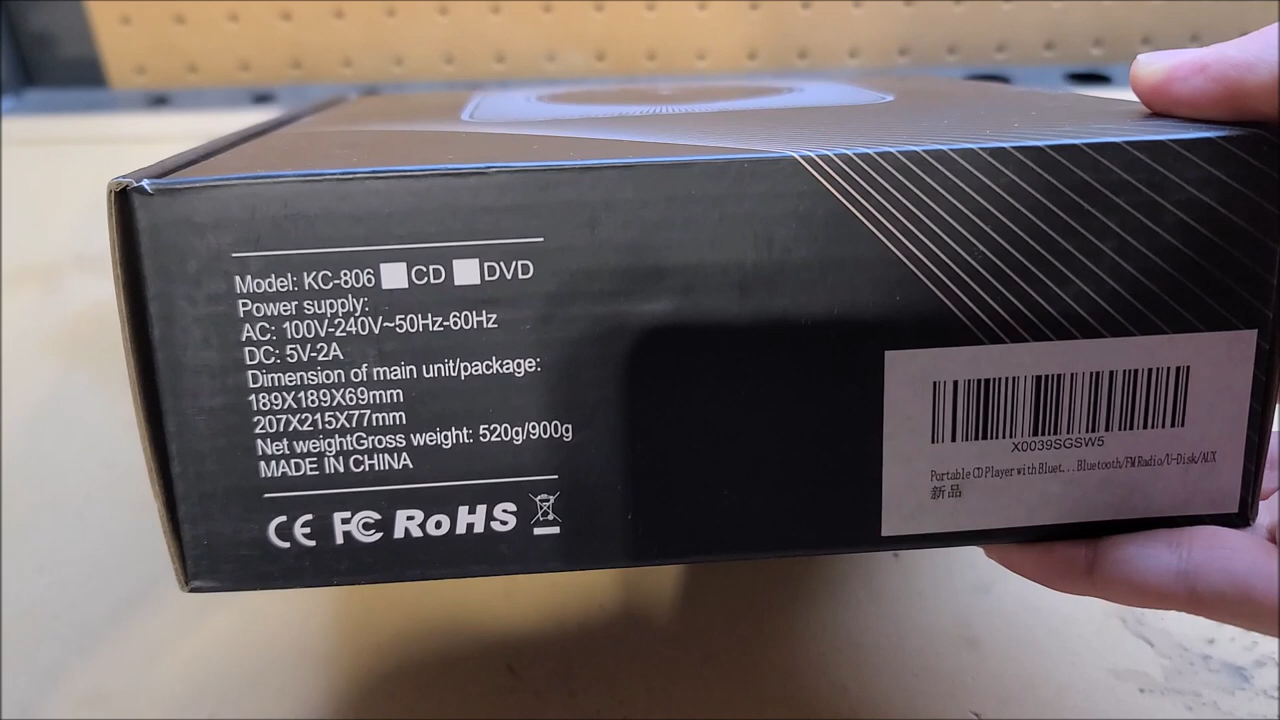 Model: KC-806 CD DVD
Power supply:
AC: 100V-240V~50Hz-60Hz
DC: 5V-2A
Dimension of main unit/package:
189X189X69mm
207X215X77mm
Net weightGross weight: 520g/900g
MADE IN CHINA
CE FC RoHS
X0039SGSW5
Portable CD Player with Bluet...Bluetooth/FM Radio/U-Disk/AUX
新品